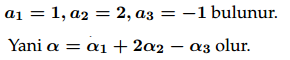 a₁ = 1, a₂ = 2, a₃ = −1 bulunur.
Yani α = α₁ + 2α₂ − α₃ olur.